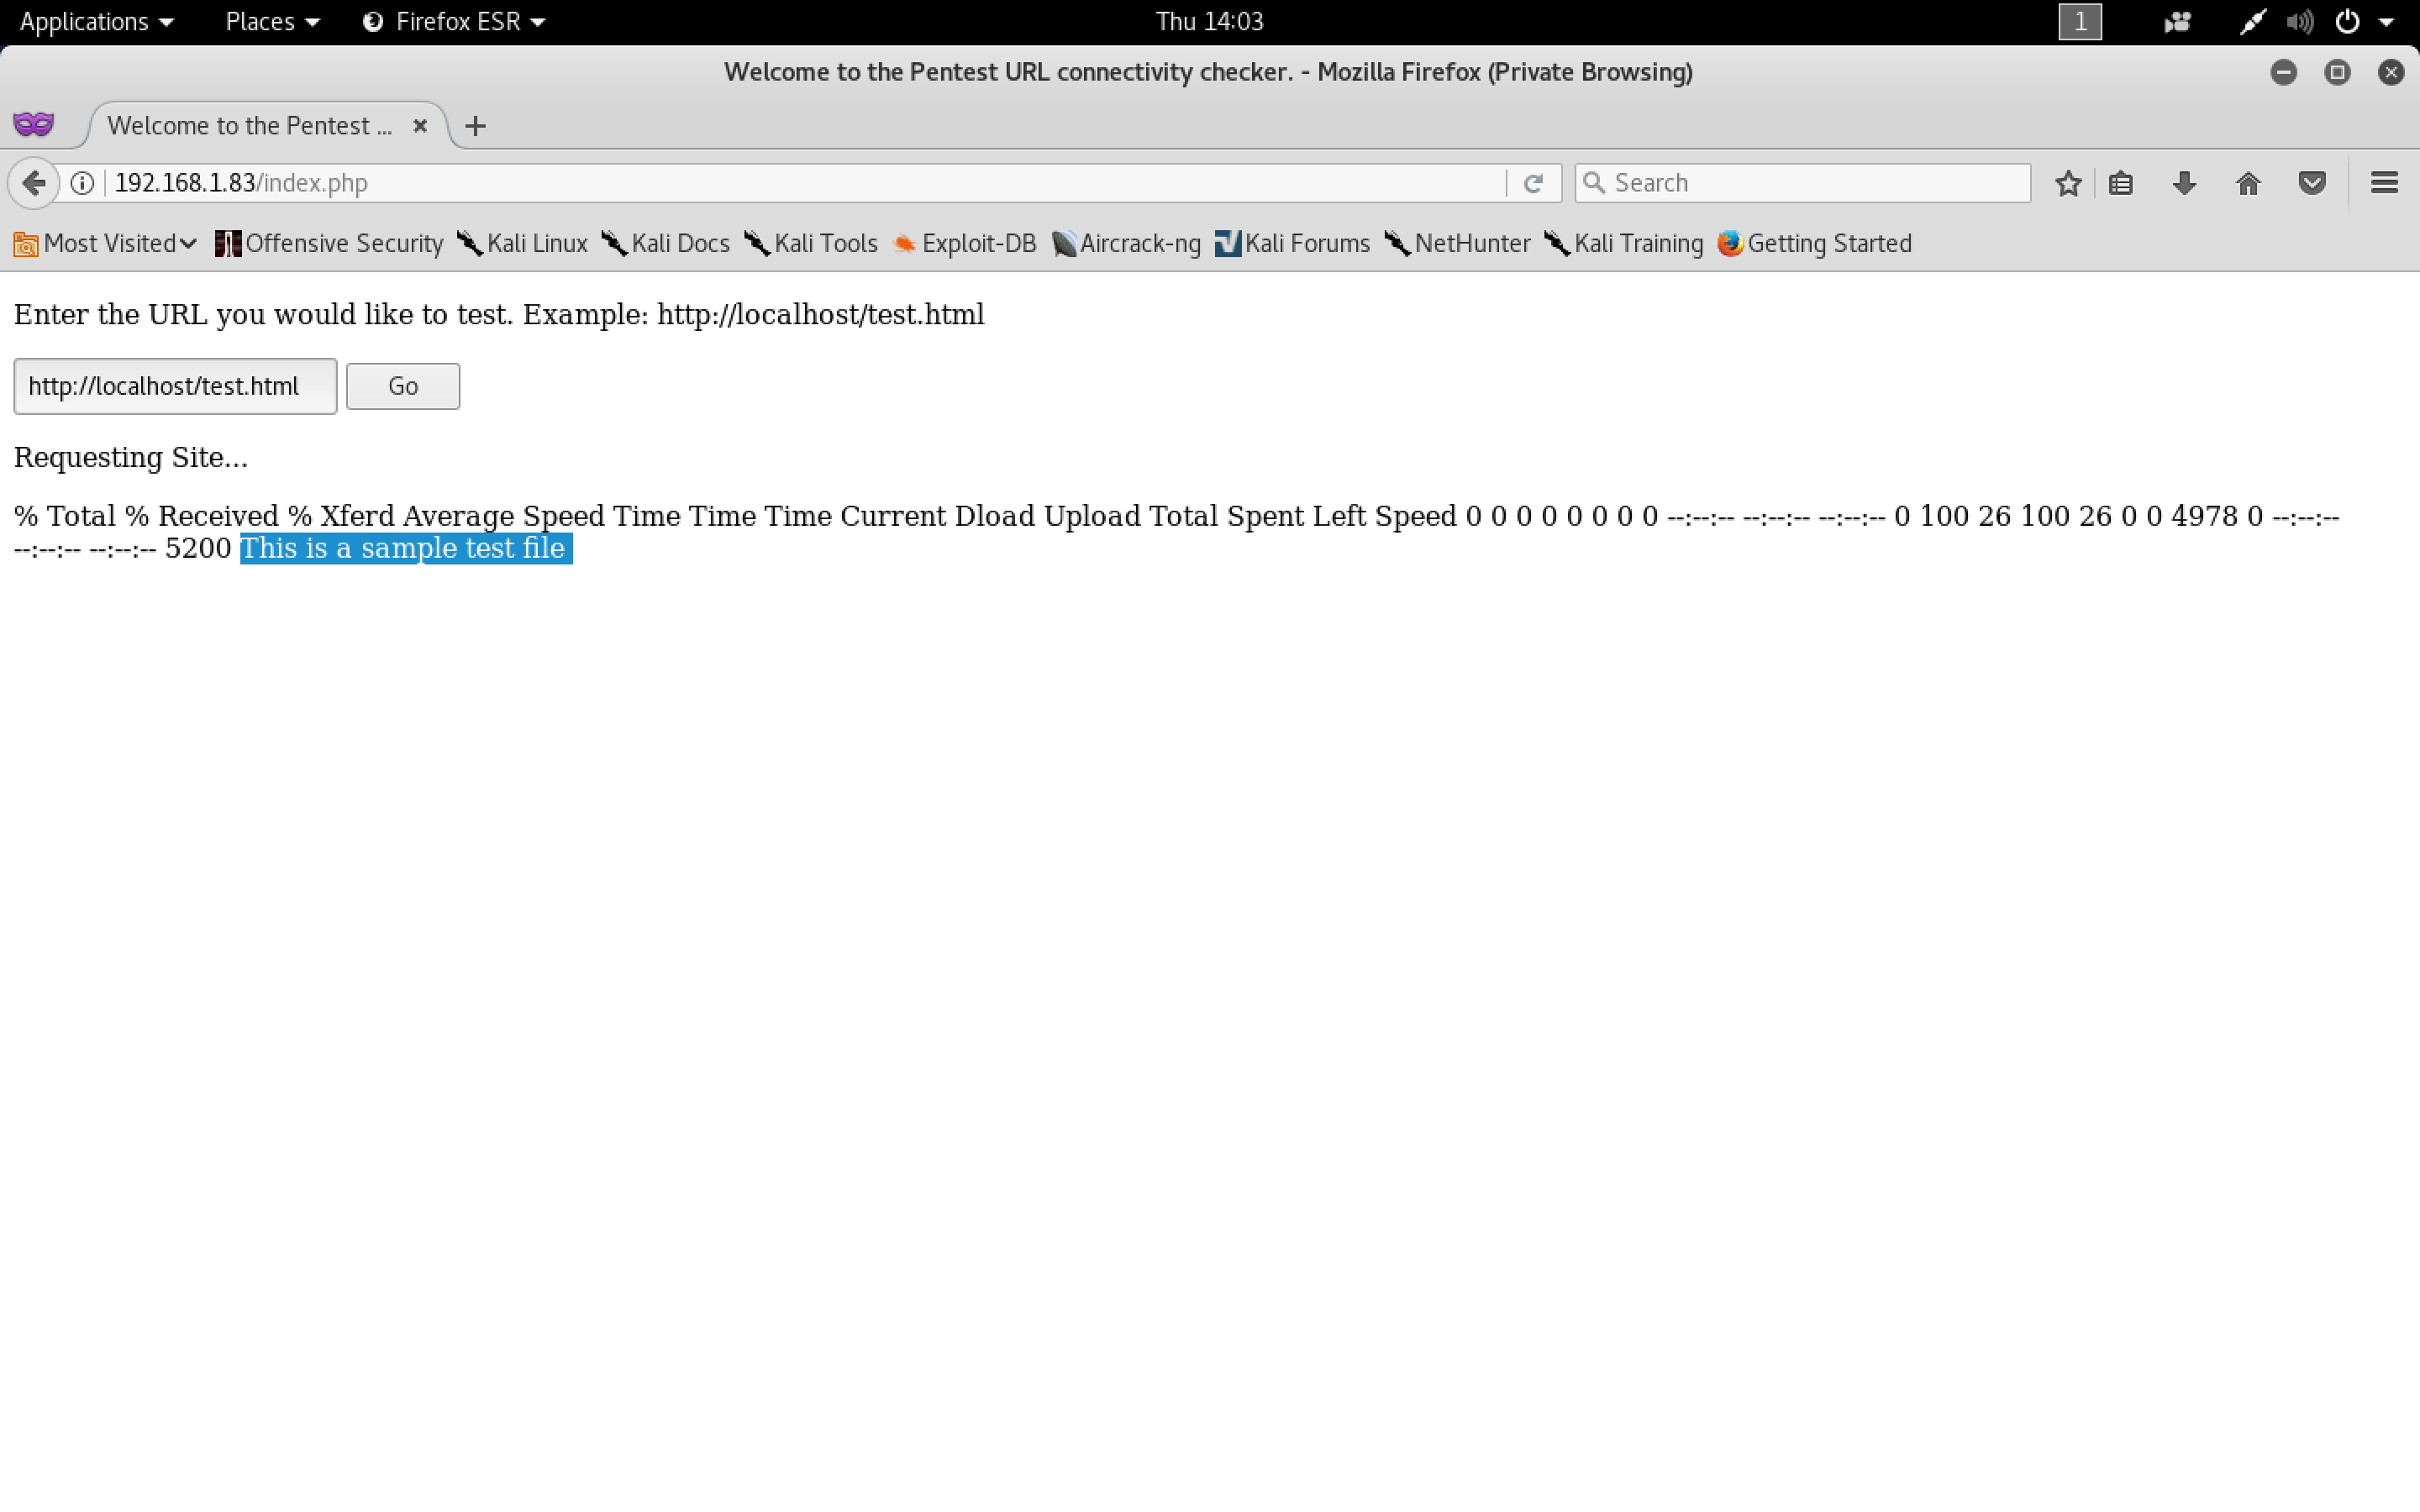 Applications Places Firefox ESR Thu 14:03 1
Welcome to the Pentest URL connectivity checker. - Mozilla Firefox (Private Browsing)
Welcome to the Pentest ...
192.168.1.83/index.php Search
Most Visited Offensive Security Kali Linux Kali Docs Kali Tools Exploit-DB Aircrack-ng Kali Forums NetHunter Kali Training Getting Started
Enter the URL you would like to test. Example: http://localhost/test.html
http://localhost/test.html Go
Requesting Site...
% Total % Received % Xferd Average Speed Time Time Time Current Dload Upload Total Spent Left Speed 0 0 0 0 0 0 0 0 --:--:-- --:--:-- --:--:-- 0 100 26 100 26 0 0 4978 0 --:--:--
--:--:-- --:--:-- 5200 This is a sample test file